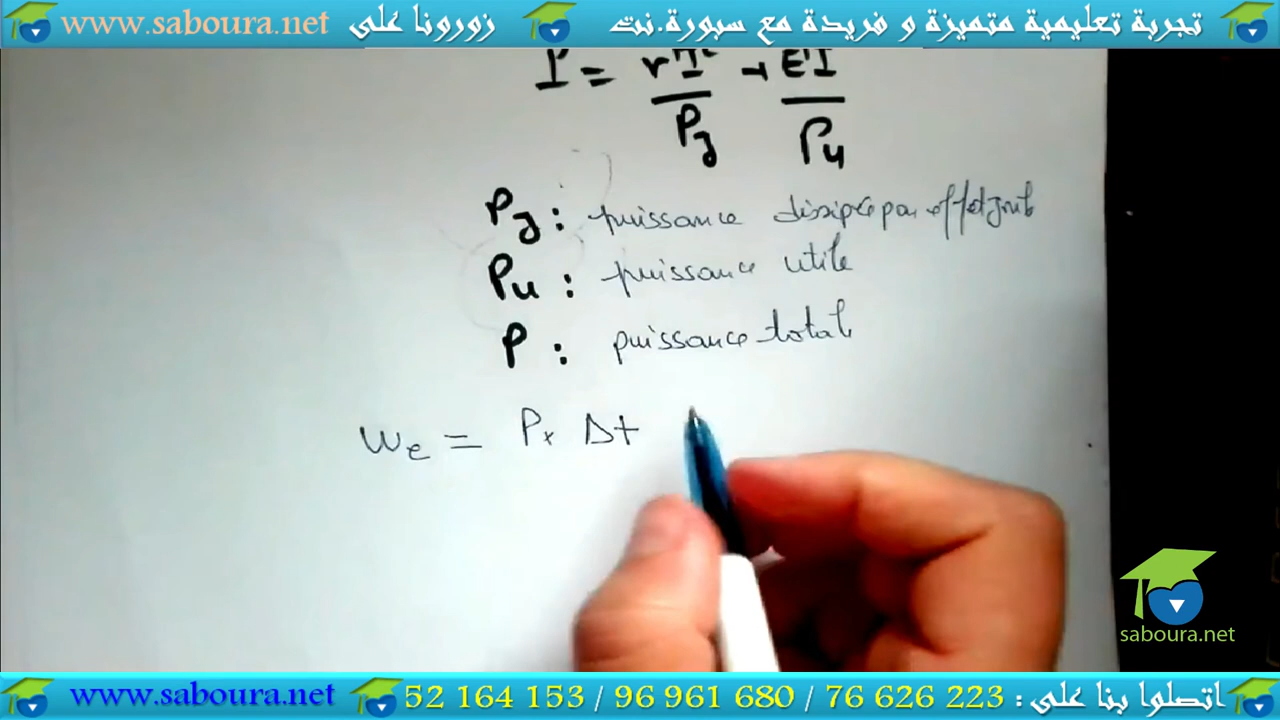 www.saboura.net زورونا على تجربة تعليمية متميزة و فريدة مع سبورة.نت
P = rI² + E'I
PJ Pu
PJ : puissance dissipée par effet joule
Pu : puissance utile
P : puissance totale
We = P x Δt
saboura.net
www.saboura.net 52 164 153 / 96 961 680 / 76 626 223 : اتصلوا بنا على